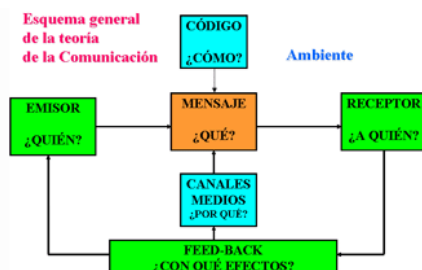 Esquema general
de la teoría
de la Comunicación
CÓDIGO
¿CÓMO?
Ambiente
EMISOR
¿QUIÉN?
MENSAJE
¿QUÉ?
RECEPTOR
¿A QUIÉN?
CANALES
MEDIOS
¿POR QUÉ?
FEED-BACK
¿CON QUÉ EFECTOS?